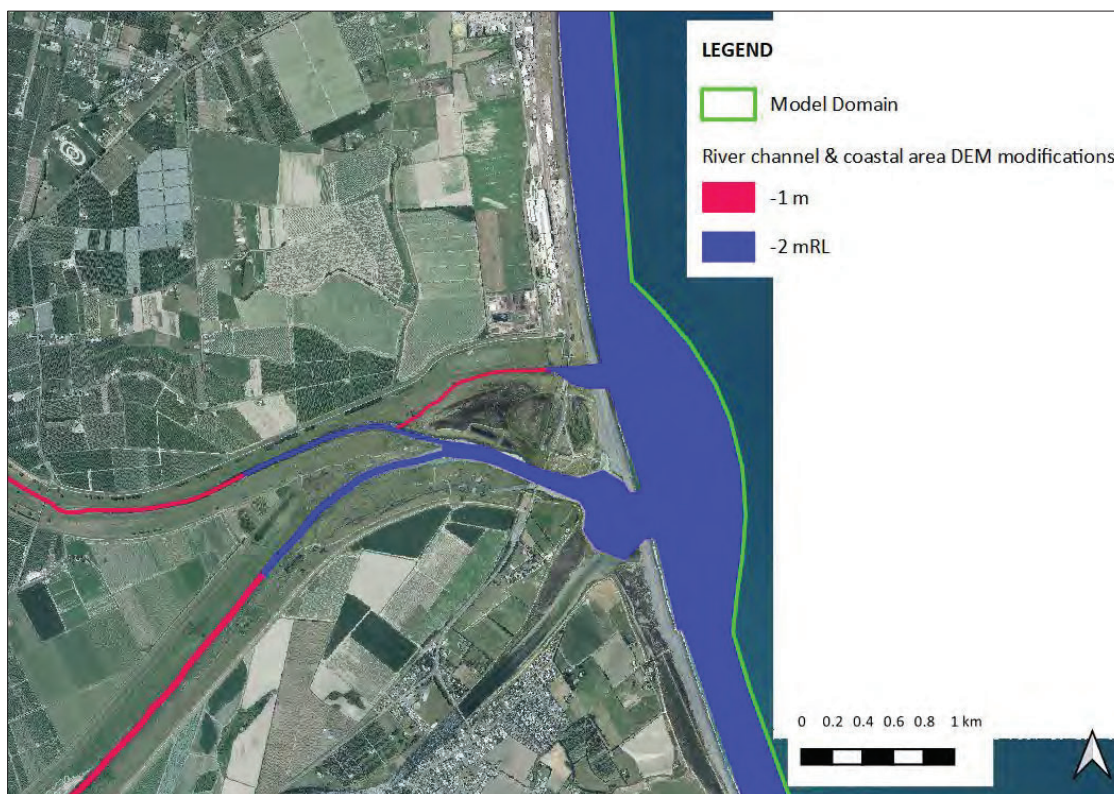 LEGEND
Model Domain
River channel & coastal area DEM modifications
-1 m
-2 mRL
0 0.2 0.4 0.6 0.8 1 km